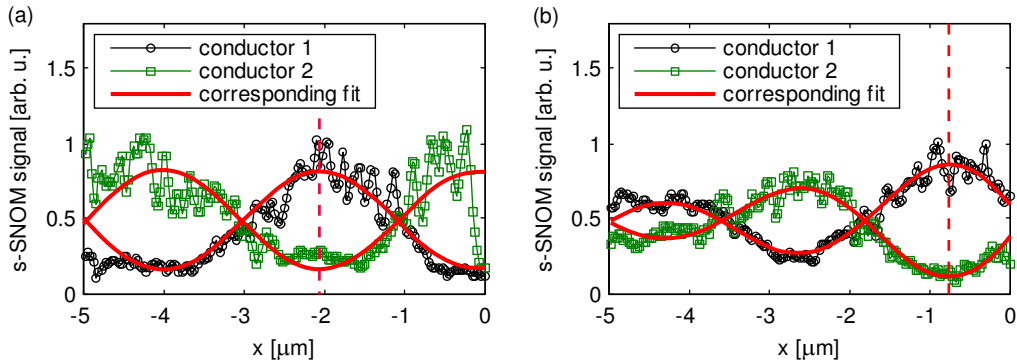 (a)
s-SNOM signal [arb. u.]
1.5
1
0.5
0
conductor 1
conductor 2
corresponding fit
-5 -4 -3 -2 -1 0
x [μm]
(b)
s-SNOM signal [arb. u.]
1.5
1
0.5
0
conductor 1
conductor 2
corresponding fit
-5 -4 -3 -2 -1 0
x [μm]